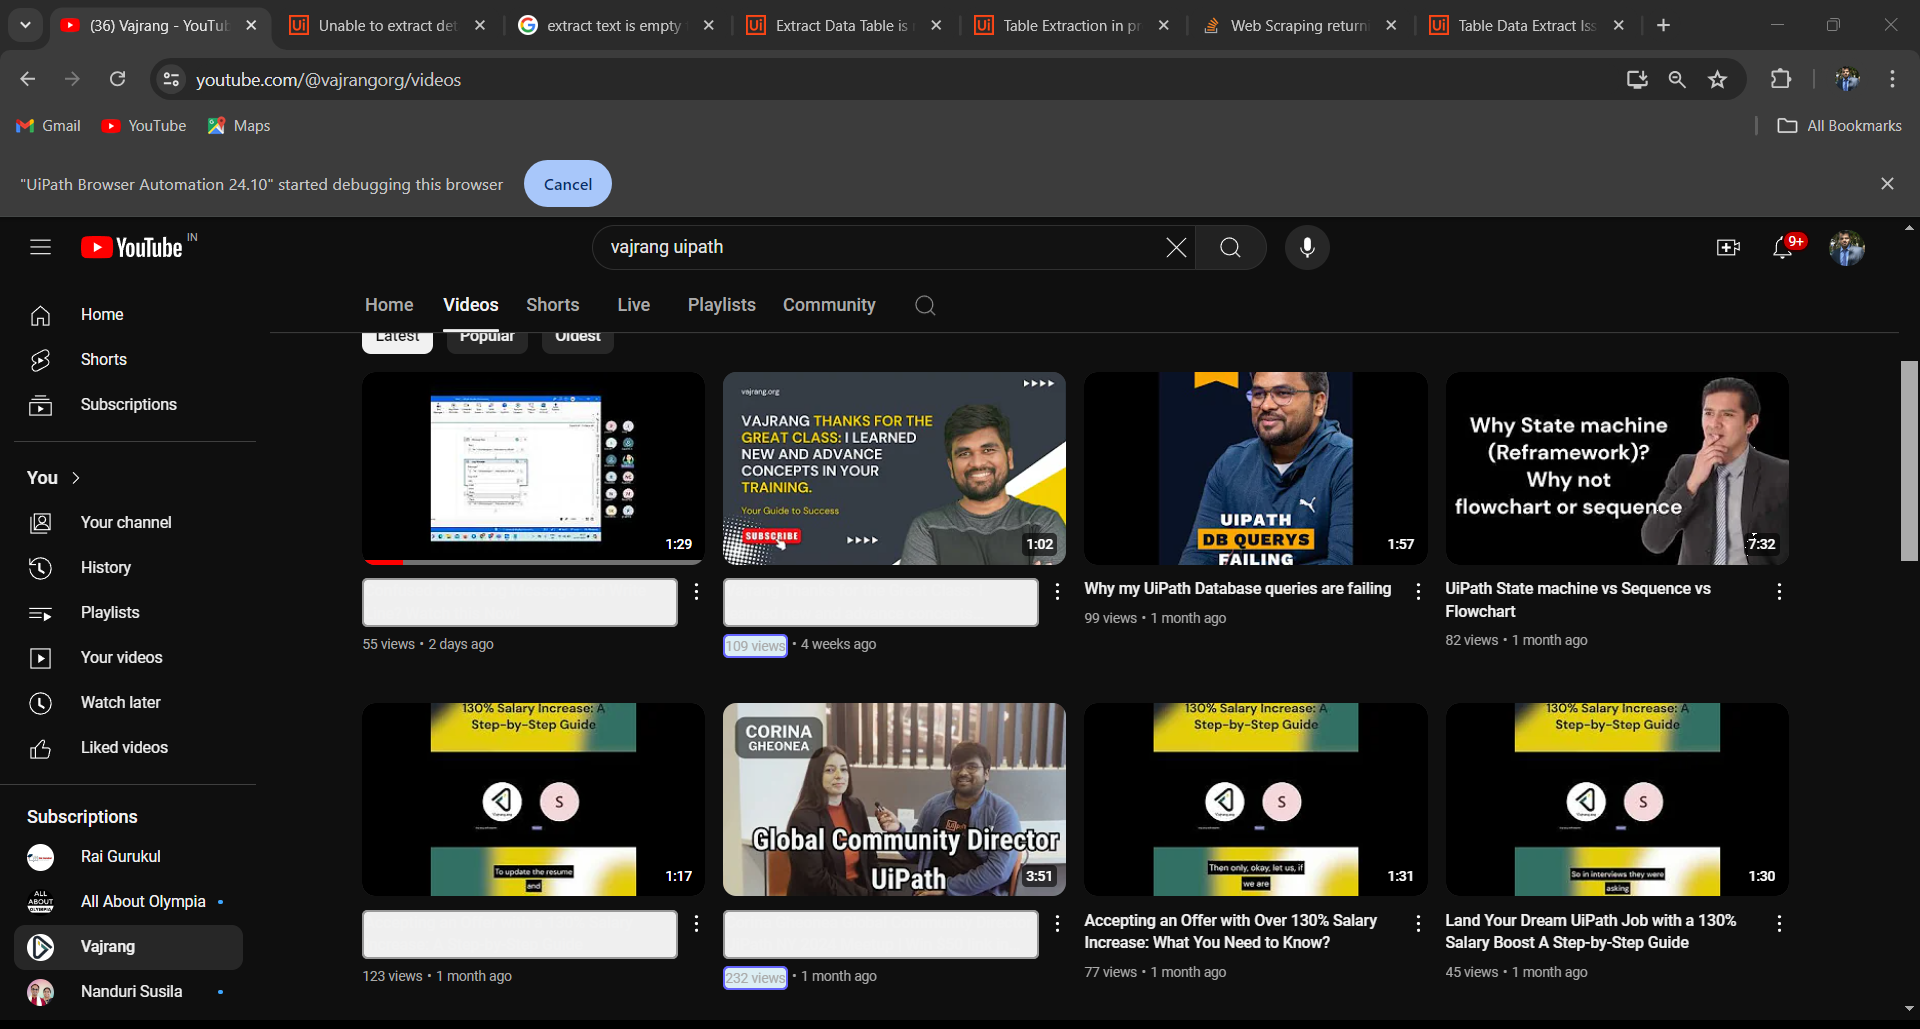 (36) Vajrang - YouTu
Unable to extract det
extract text is empty
Extract Data Table is
Table Extraction in pr
Web Scraping returni
Table Data Extract Iss
youtube.com/@vajrangorg/videos
Gmail
YouTube
Maps
All Bookmarks
"UiPath Browser Automation 24.10" started debugging this browser
Cancel
YouTube IN
vajrang uipath
9+
Home
Shorts
Subscriptions
You
Your channel
History
Playlists
Your videos
Watch later
Liked videos
Subscriptions
Rai Gurukul
ALL ABOUT OLYMPIA
All About Olympia
Vajrang
Nanduri Susila
Home Videos Shorts Live Playlists Community
Latest Popular Oldest
1:29
55 views • 2 days ago
vajrang.org
VAJRANG THANKS FOR THE
GREAT CLASS: I LEARNED
NEW AND ADVANCE
CONCEPTS IN YOUR
TRAINING.
Your Guide to Success
SUBSCRIBE
1:02
109 views • 4 weeks ago
UIPATH
DB QUERYS
FAILING
1:57
Why my UiPath Database queries are failing
99 views • 1 month ago
Why State machine
(Reframework)?
Why not
flowchart or sequence
7:32
UiPath State machine vs Sequence vs
Flowchart
82 views • 1 month ago
130% Salary Increase: A
Step-by-Step Guide
S
To update the resume
and
1:17
123 views • 1 month ago
CORINA
GHEONEA
Global Community Director
UiPath
3:51
232 views • 1 month ago
130% Salary Increase: A
Step-by-Step Guide
S
Then only, okay, let us, if
we are
1:31
Accepting an Offer with Over 130% Salary
Increase: What You Need to Know?
77 views • 1 month ago
130% Salary Increase: A
Step-by-Step Guide
S
So in interviews they were
asking
1:30
Land Your Dream UiPath Job with a 130%
Salary Boost A Step-by-Step Guide
45 views • 1 month ago